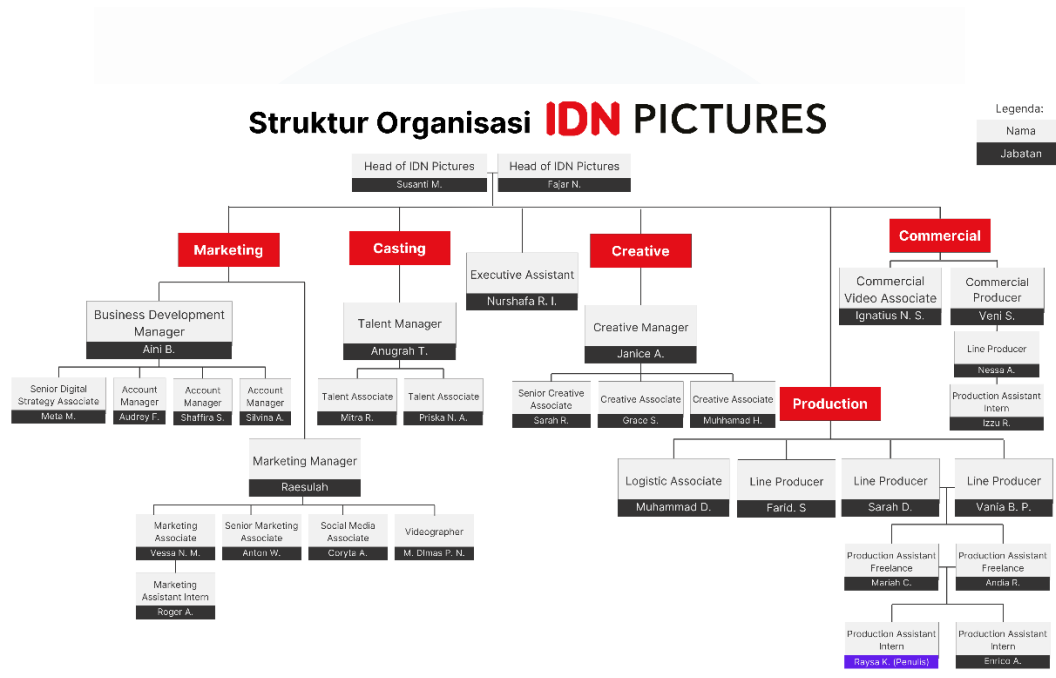 Struktur Organisasi IDN PICTURES
Legenda:
Nama
Jabatan
Head of IDN Pictures
Susanti M.
Head of IDN Pictures
Fajar N.
Marketing
Casting
Executive Assistant
Nurshafa R. I.
Creative
Commercial
Business Development
Manager
Aini B.
Senior Digital
Strategy Associate
Meta M.
Account
Manager
Audrey F.
Account
Manager
Shaffira S.
Account
Manager
Silvina A.
Marketing Manager
Raesulah
Marketing
Associate
Vessa N. M.
Senior Marketing
Associate
Anton W.
Social Media
Associate
Coryta A.
Videographer
M. DImas P. N.
Marketing
Assistant Intern
Roger A.
Talent Manager
Anugrah T.
Talent Associate
Mitra R.
Talent Associate
Priska N. A.
Creative Manager
Janice A.
Senior Creative
Associate
Sarah R.
Creative Associate
Grace S.
Creative Associate
Muhhamad H.
Production
Logistic Associate
Muhammad D.
Line Producer
Farid. S
Line Producer
Sarah D.
Line Producer
Vania B. P.
Production Assistant
Freelance
Mariah C.
Production Assistant
Freelance
Andia R.
Production Assistant
Intern
Raysa K. (Penulis)
Production Assistant
Intern
Enrico A.
Commercial
Video Associate
Ignatius N. S.
Commercial
Producer
Veni S.
Line Producer
Nessa A.
Production Assistant
Intern
Izzu R.